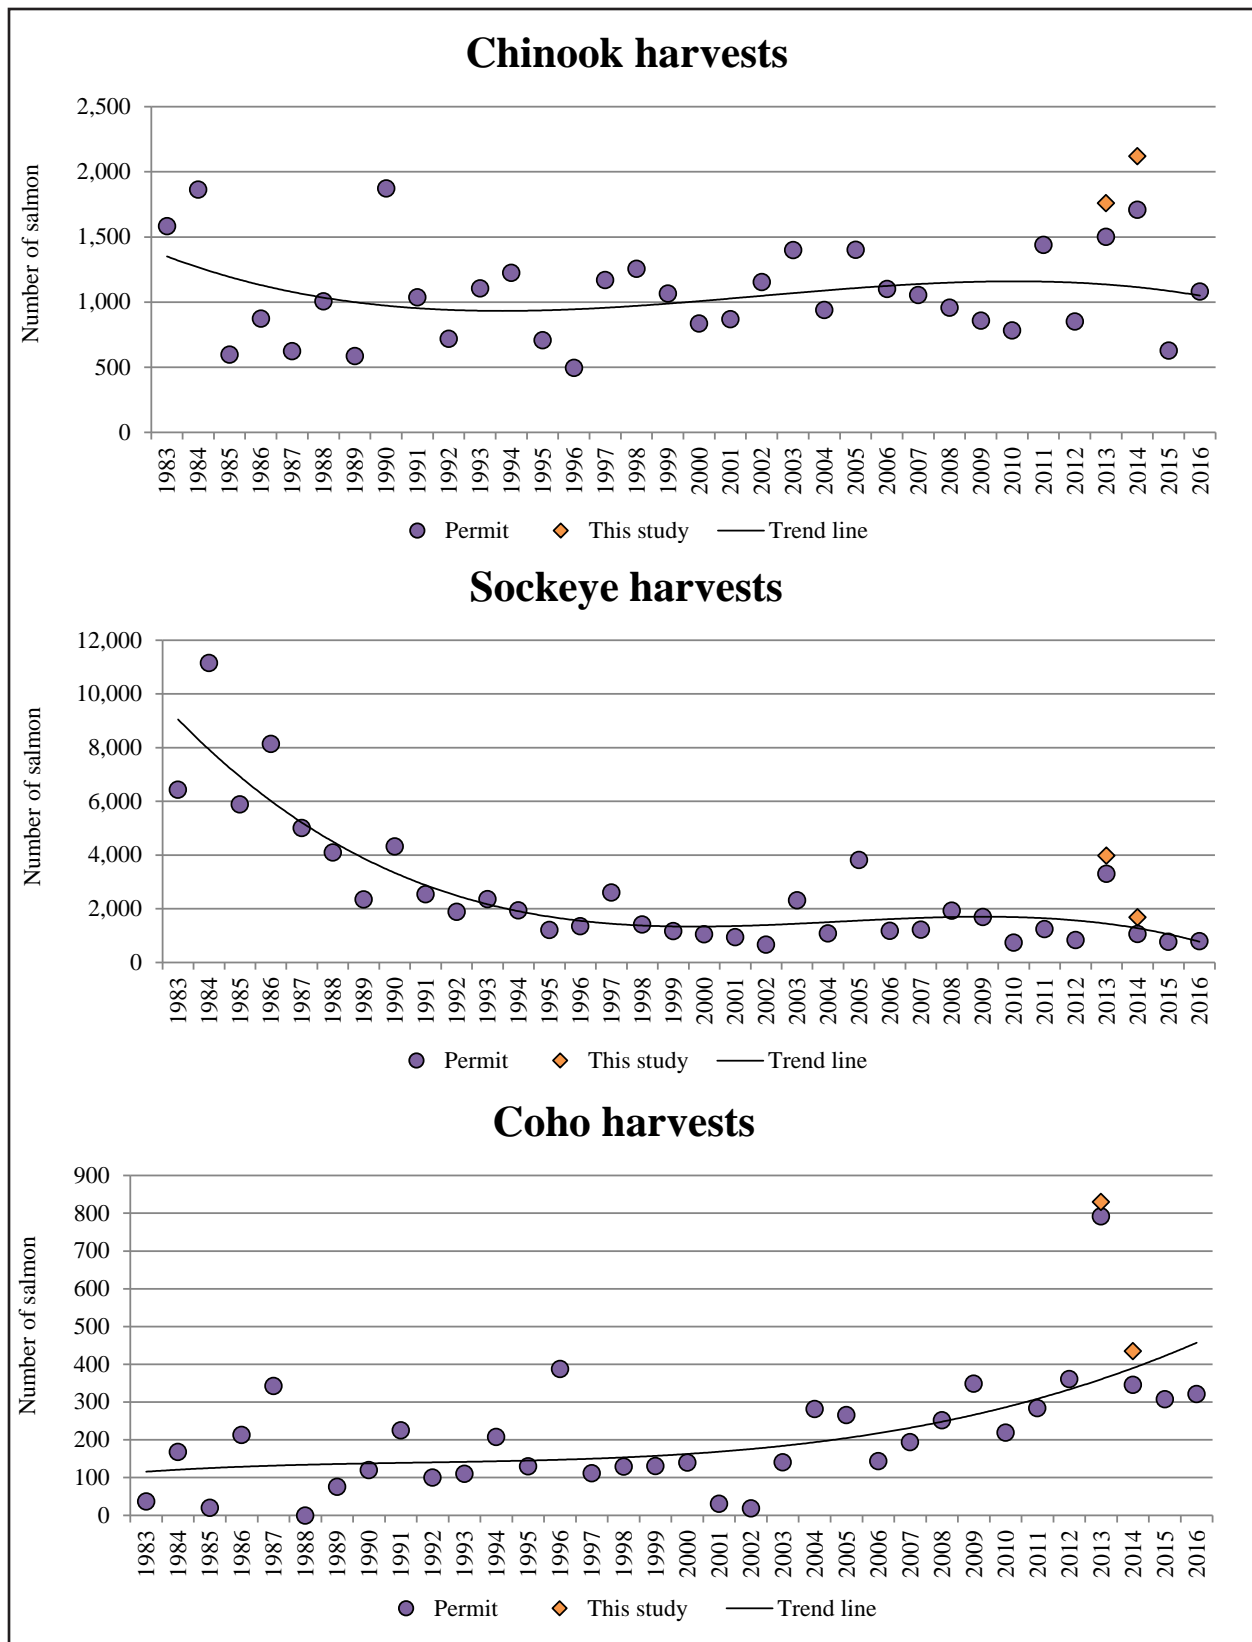 Chinook harvests
Number of salmon
2,500
2,000
1,500
1,000
500
0
1983 1984 1985 1986 1987 1988 1989 1990 1991 1992 1993 1994 1995 1996 1997 1998 1999 2000 2001 2002 2003 2004 2005 2006 2007 2008 2009 2010 2011 2012 2013 2014 2015 2016
Permit This study Trend line
Sockeye harvests
Number of salmon
12,000
10,000
8,000
6,000
4,000
2,000
0
1983 1984 1985 1986 1987 1988 1989 1990 1991 1992 1993 1994 1995 1996 1997 1998 1999 2000 2001 2002 2003 2004 2005 2006 2007 2008 2009 2010 2011 2012 2013 2014 2015 2016
Permit This study Trend line
Coho harvests
Number of salmon
900
800
700
600
500
400
300
200
100
0
1983 1984 1985 1986 1987 1988 1989 1990 1991 1992 1993 1994 1995 1996 1997 1998 1999 2000 2001 2002 2003 2004 2005 2006 2007 2008 2009 2010 2011 2012 2013 2014 2015 2016
Permit This study Trend line